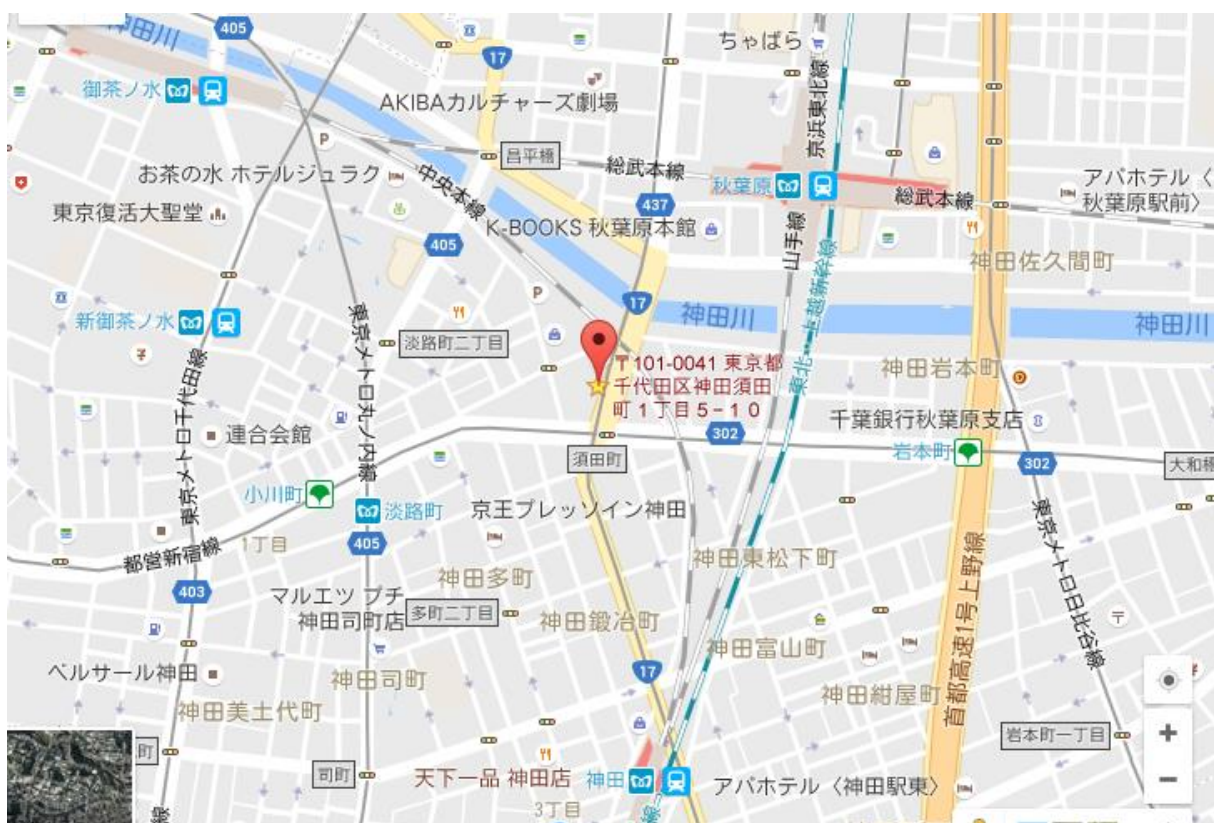 神田川
405
17
ちゃばら
京浜東北線
御茶ノ水
AKIBAカルチャーズ劇場
昌平橋
総武本線
お茶の水 ホテルジュラク
中央本線
秋葉原
総武本線
アパホテル〈
秋葉原駅前〉
437
東京復活大聖堂
K-BOOKS 秋葉原本館
405
山手線
神田佐久間町
17
神田川
神田川
新御茶ノ水
淡路町二丁目
東北・上越新幹線
〒101-0041 東京都
千代田区神田須田
町1丁目5-10
神田岩本町
東京メトロ千代田線
東京メトロ丸ノ内線
連合会館
302
千葉銀行秋葉原支店
岩本町
須田町
302
大和橋
小川町
淡路町
京王プレッソイン神田
405
1丁目
都営新宿線
神田東松下町
東京メトロ日比谷線
403
神田多町
マルエツ プチ
神田司町店
多町二丁目
神田鍛冶町
神田富山町
首都高速1号上野線
ベルサール神田
神田司町
17
神田紺屋町
神田美土代町
岩本町一丁目
町
司町
天下一品 神田店
神田
アパホテル〈神田駅東〉
3丁目
線
線